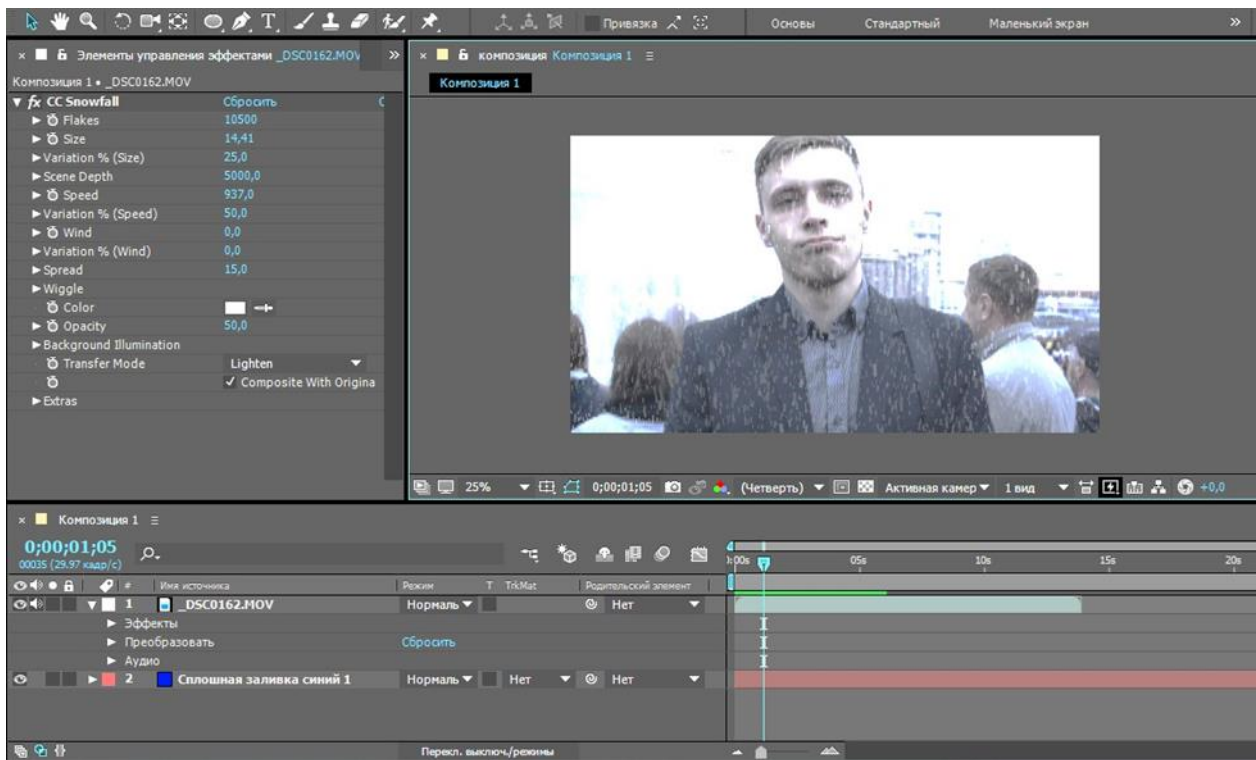 Привязка
Основы
Стандартный
Маленький экран
»
× Элементы управления эффектами _DSC0162.MOV »
Композиция 1 • _DSC0162.MOV
fx CC Snowfall Сбросить
Flakes 10500
Size 14,41
Variation % (Size) 25,0
Scene Depth 5000,0
Speed 937,0
Variation % (Speed) 50,0
Wind 0,0
Variation % (Wind) 0,0
Spread 15,0
Wiggle
Color
Opacity 50,0
Background Illumination
Transfer Mode Lighten
Composite With Origina
Extras
× композиция Композиция 1
Композиция 1
25% 0;00;01;05 (Четверть) Активная камер 1 вид +0,0
× Композиция 1
0;00;01;05
00035 (29.97 кадр/с)
05s 10s 15s 20s
# Имя источника Режим T TrkMat Родительский элемент
1 _DSC0162.MOV Нормаль Нет
Эффекты
Преобразовать Сбросить
Аудио
2 Сплошная заливка синий 1 Нормаль Нет Нет
Перекл. выключ./режимы